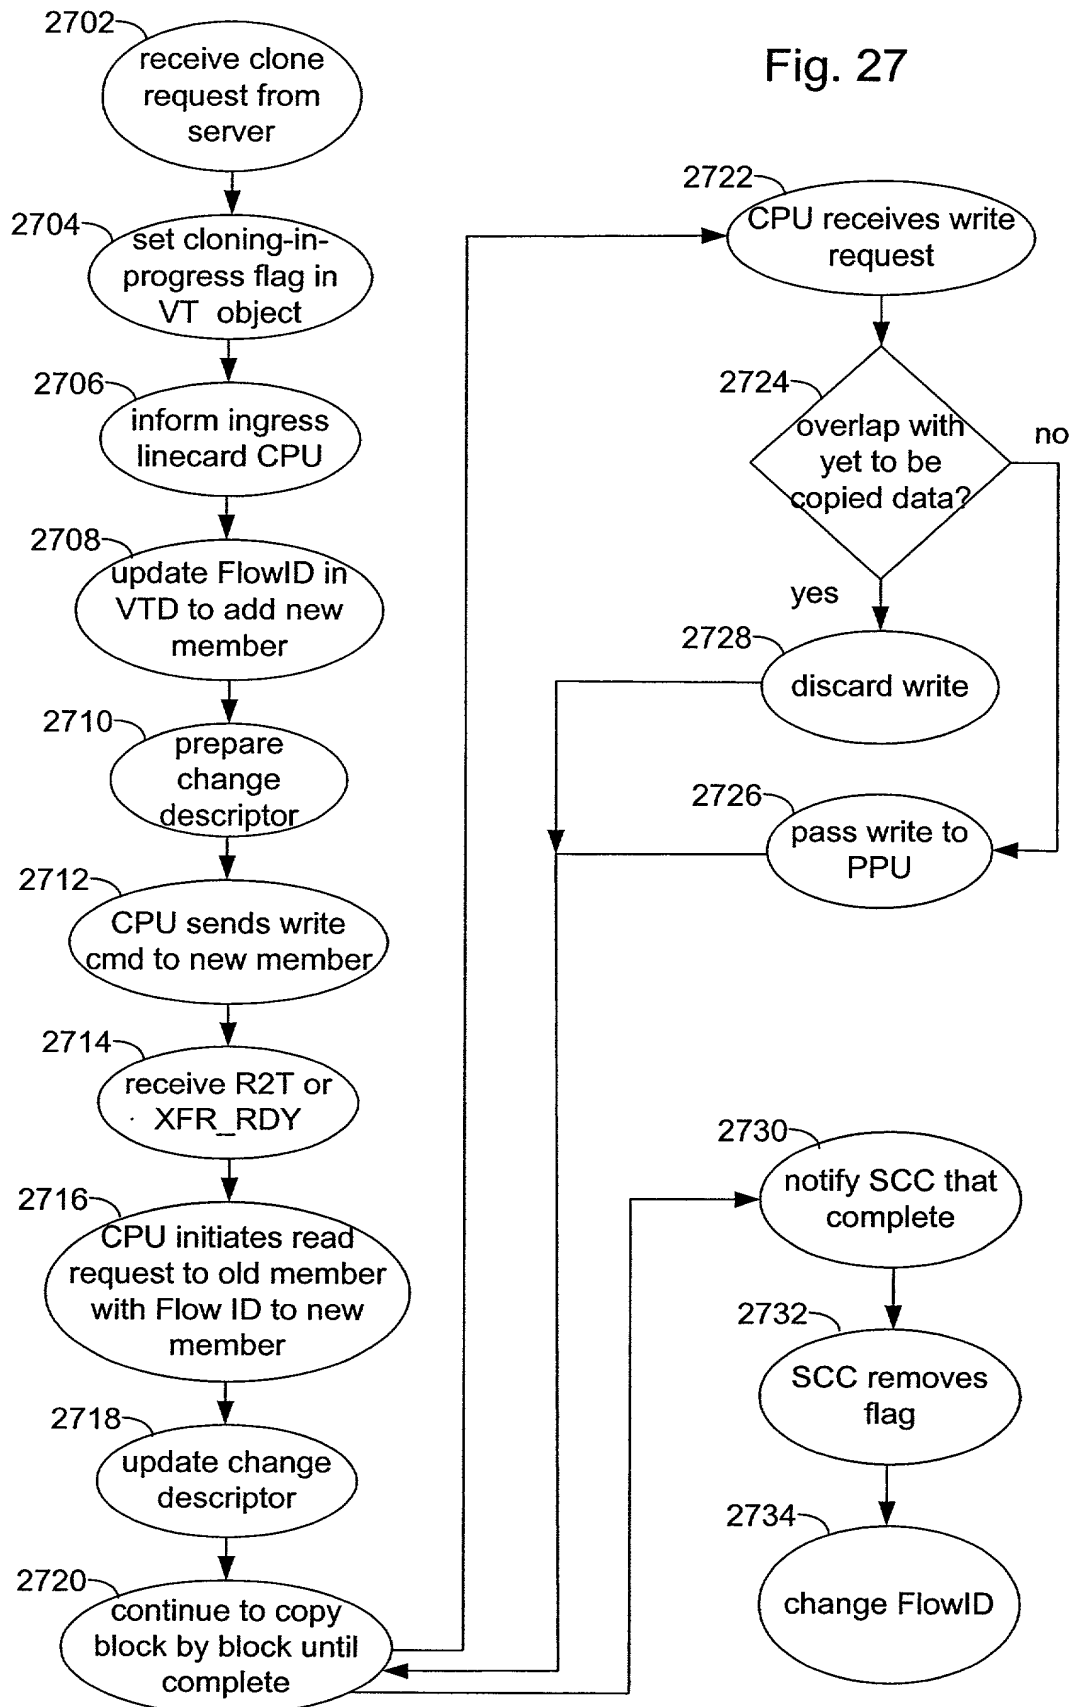 Fig. 27
2702
receive clone
request from
server
2704
set cloning-in-
progress flag in
VT object
2706
inform ingress
linecard CPU
2708
update FlowID in
VTD to add new
member
2710
prepare
change
descriptor
2712
CPU sends write
cmd to new member
2714
receive R2T or
XFR_RDY
2716
CPU initiates read
request to old member
with Flow ID to new
member
2718
update change
descriptor
2720
continue to copy
block by block until
complete
2722
CPU receives write
request
2724
overlap with
yet to be
copied data?
no
yes
2728
discard write
2726
pass write to
PPU
2730
notify SCC that
complete
2732
SCC removes
flag
2734
change FlowID